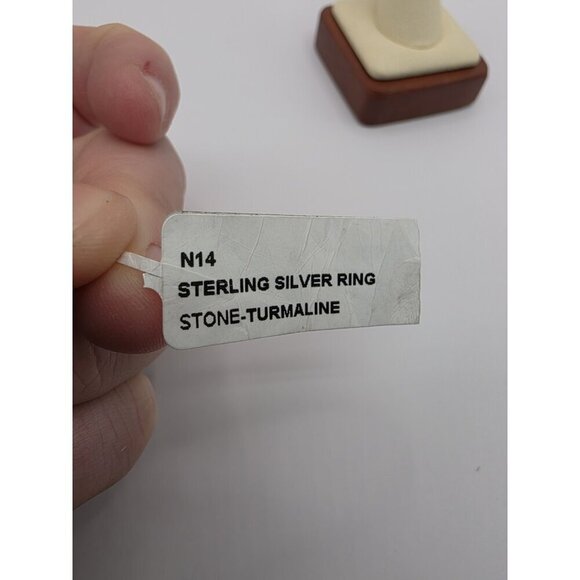 N14
STERLING SILVER RING
STONE-TURMALINE